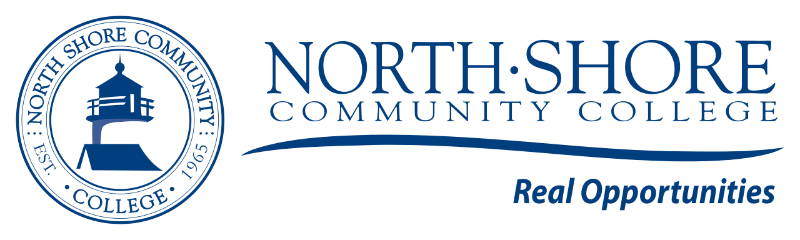 NORTH SHORE COMMUNITY
EST. 1965
COLLEGE
NORTH·SHORE
COMMUNITY COLLEGE
Real Opportunities